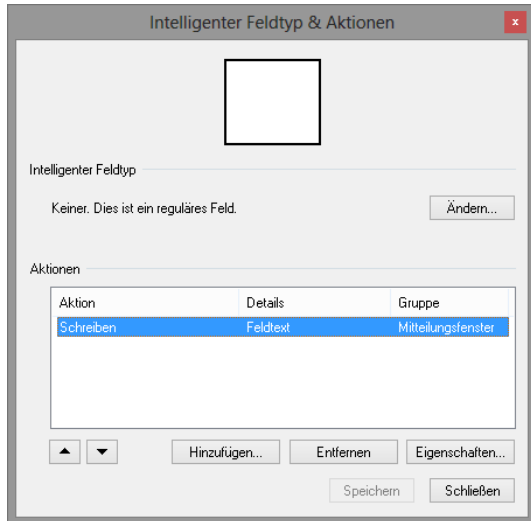 Intelligenter Feldtyp & Aktionen
x
Intelligenter Feldtyp
Keiner. Dies ist ein reguläres Feld.
Ändern...
Aktionen
Aktion Details Gruppe
Schreiben Feldtext Mitteilungsfenster
Hinzufügen... Entfernen Eigenschaften...
Speichern Schließen